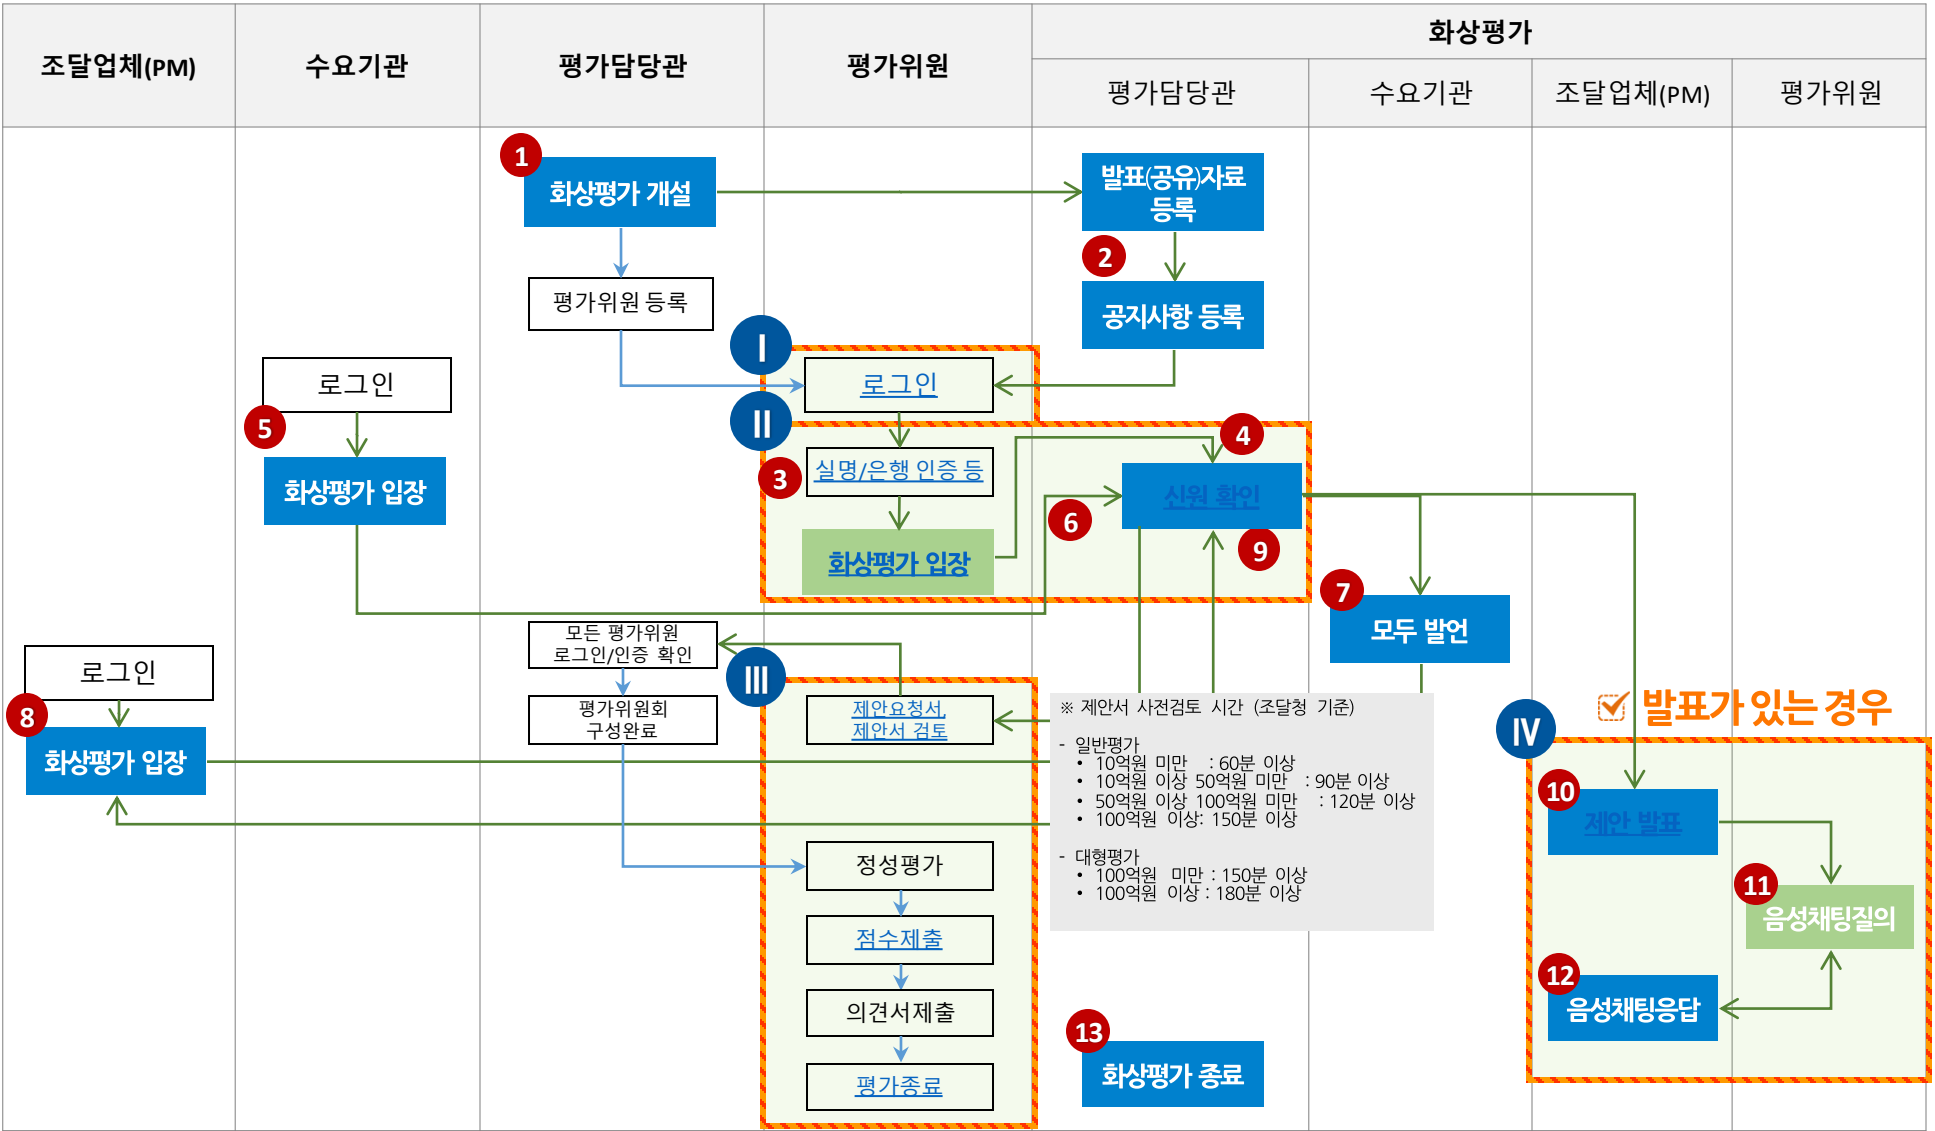 조달업체(PM)
수요기관
평가담당관
평가위원
화상평가
평가담당관
수요기관
조달업체(PM)
평가위원
1
화상평가 개설
발표(공유)자료
등록
2
평가위원 등록
공지사항 등록
Ⅰ
로그인
로그인
Ⅱ
5
4
3
실명/은행 인증 등
화상평가 입장
신원 확인
6
9
화상평가 입장
7
모두 발언
모든 평가위원
로그인/인증 확인
로그인
Ⅲ
8
화상평가 입장
평가위원회
구성완료
제안요청서,
제안서 검토
※ 제안서 사전검토 시간 (조달청 기준)
- 일반평가
• 10억원 미만 : 60분 이상
• 10억원 이상 50억원 미만 : 90분 이상
• 50억원 이상 100억원 미만 : 120분 이상
• 100억원 이상: 150분 이상
- 대형평가
• 100억원 미만 : 150분 이상
• 100억원 이상 : 180분 이상
발표가 있는 경우
Ⅳ
10
제안 발표
정성평가
11
음성채팅질의
점수제출
12
음성채팅응답
의견서제출
13
화상평가 종료
평가종료